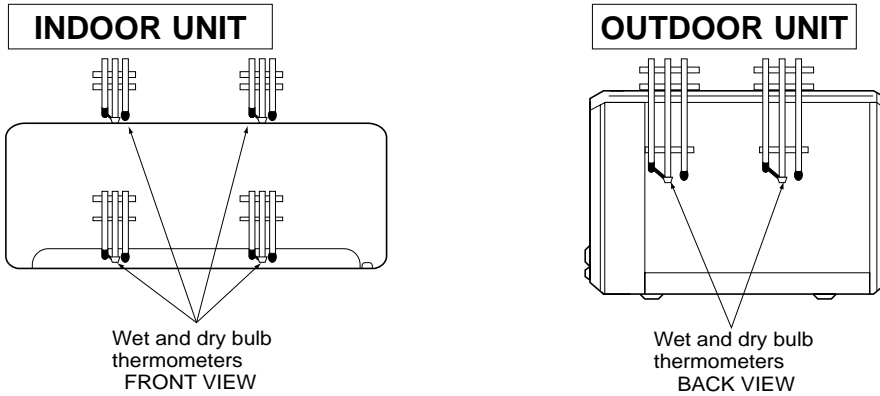 INDOOR UNIT
Wet and dry bulb
thermometers
FRONT VIEW
OUTDOOR UNIT
Wet and dry bulb
thermometers
BACK VIEW